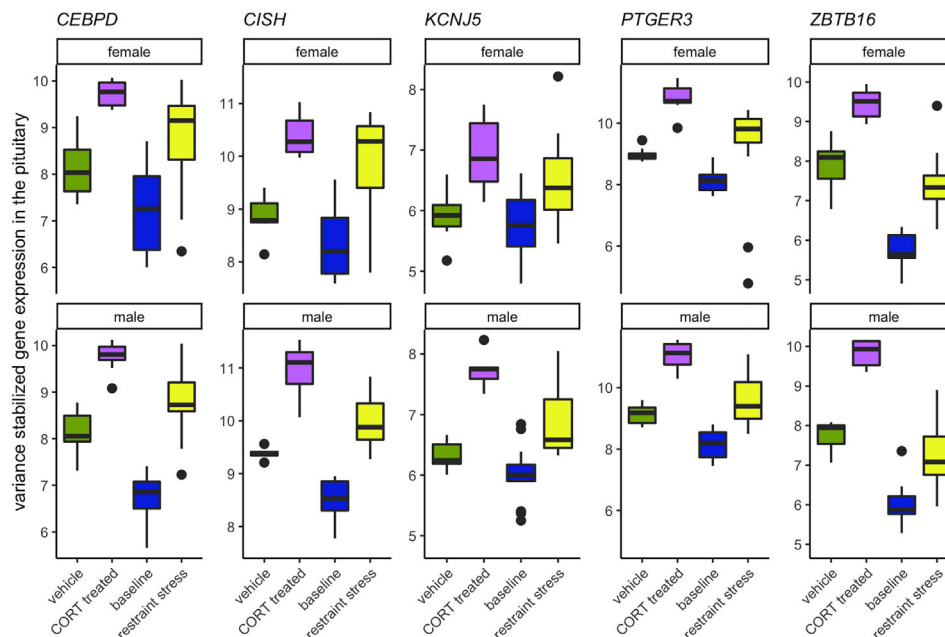 CEBPD CISH KCNJ5 PTGER3 ZBTB16
female female female female female
variance stabilized gene expression in the pituitary
10 9 8 7 6
11 10 9 8
8 7 6 5
10 8 6
10 9 8 7 6 5
male male male male male
10 9 8 7 6
11 10 9 8
8 7 6 5
10 8 6
10 9 8 7 6 5
vehicle CORT treated baseline restraint stress
vehicle CORT treated baseline restraint stress
vehicle CORT treated baseline restraint stress
vehicle CORT treated baseline restraint stress
vehicle CORT treated baseline restraint stress